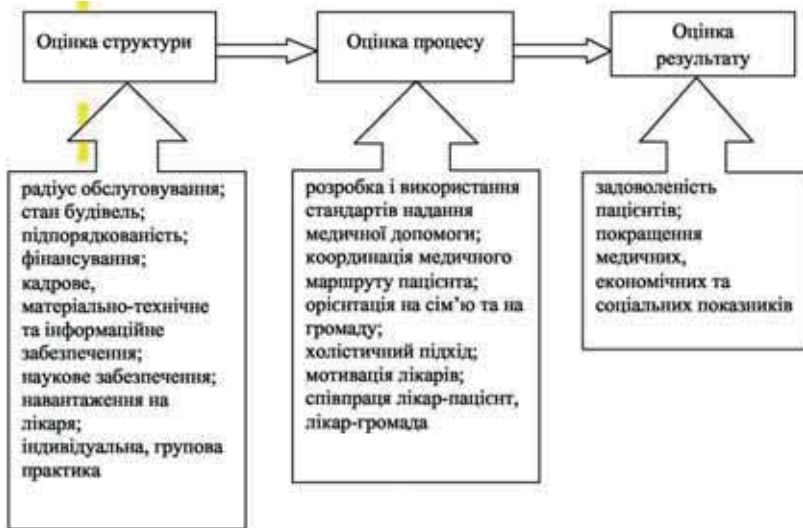 Оцінка структури
Оцінка процесу
Оцінка
результату
радіус обслуговування;
стан будівель;
підпорядкованість;
фінансування;
кадрове,
матеріально-технічне
та інформаційне
забезпечення;
наукове забезпечення;
навантаження на
лікаря;
індивідуальна, групова
практика
розробка і використання
стандартів надання
медичної допомоги;
координація медичного
маршруту пацієнта;
орієнтація на сім’ю та на
громаду;
холістичний підхід;
мотивація лікарів;
співпраця лікар-пацієнт,
лікар-громада
задоволеність
пацієнтів;
покращення
медичних,
економічних та
соціальних показників